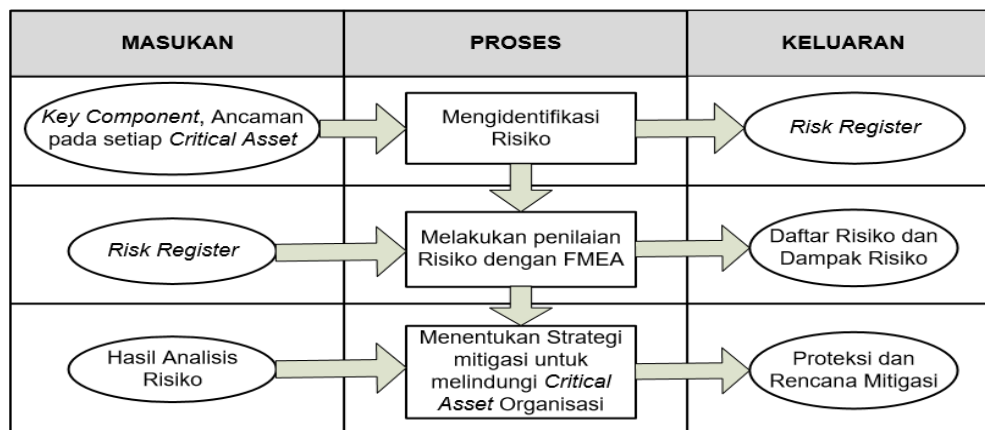 MASUKAN
PROSES
KELUARAN
Key Component, Ancaman
pada setiap Critical Asset
Mengidentifikasi
Risiko
Risk Register
Risk Register
Melakukan penilaian
Risiko dengan FMEA
Daftar Risiko dan
Dampak Risiko
Hasil Analisis
Risiko
Menentukan Strategi
mitigasi untuk
melindungi Critical
Asset Organisasi
Proteksi dan
Rencana Mitigasi